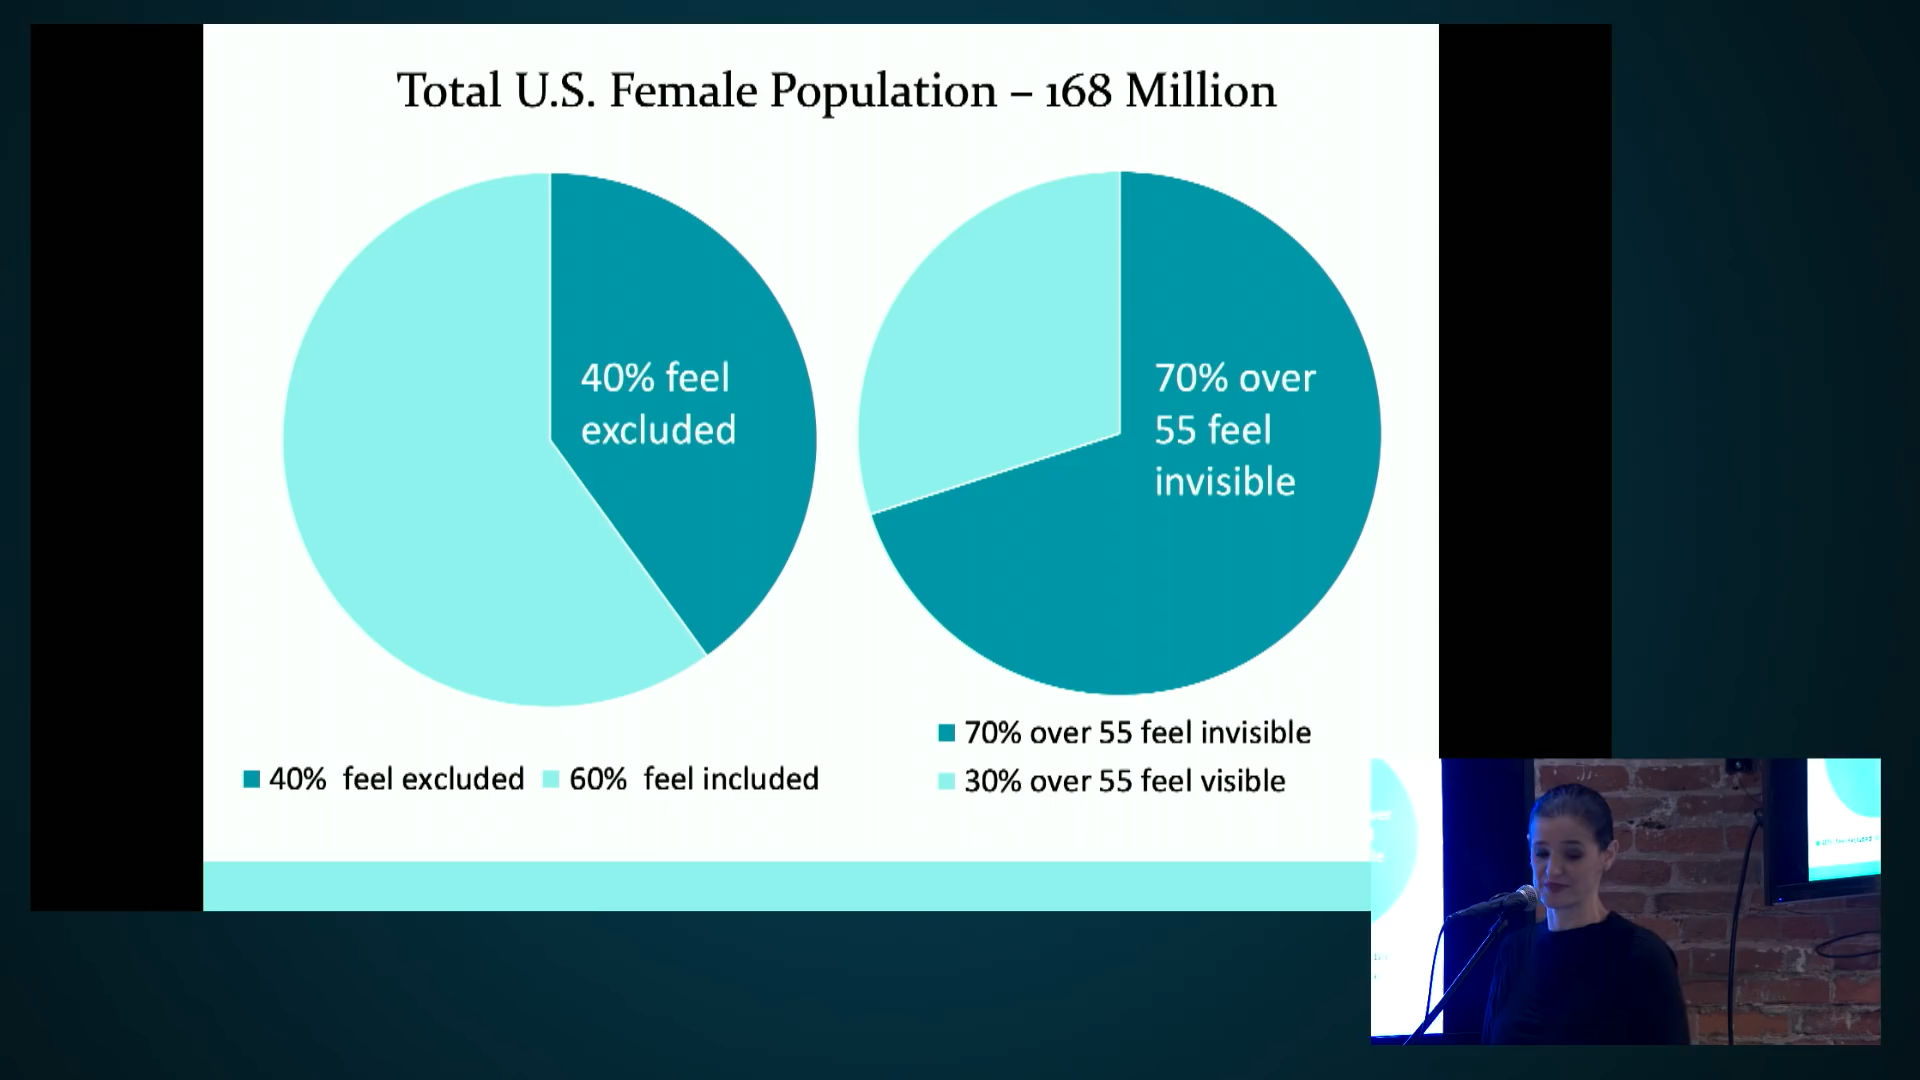 Total U.S. Female Population – 168 Million
40% feel
excluded
70% over
55 feel
invisible
40% feel excluded
60% feel included
70% over 55 feel invisible
30% over 55 feel visible